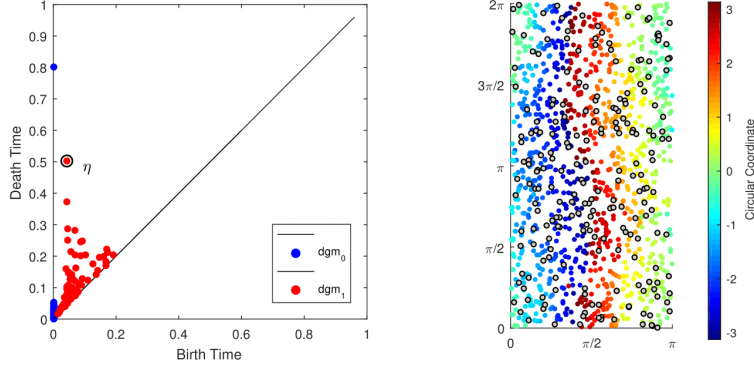 1
0.9
0.8
0.7
0.6
0.5
0.4
0.3
0.2
0.1
0
Death Time
η
dgm0
dgm1
0 0.2 0.4 0.6 0.8 1
Birth Time
2π
3π/2
π
π/2
0
0 π/2 π
3
2
1
0
-1
-2
-3
Circular Coordinate